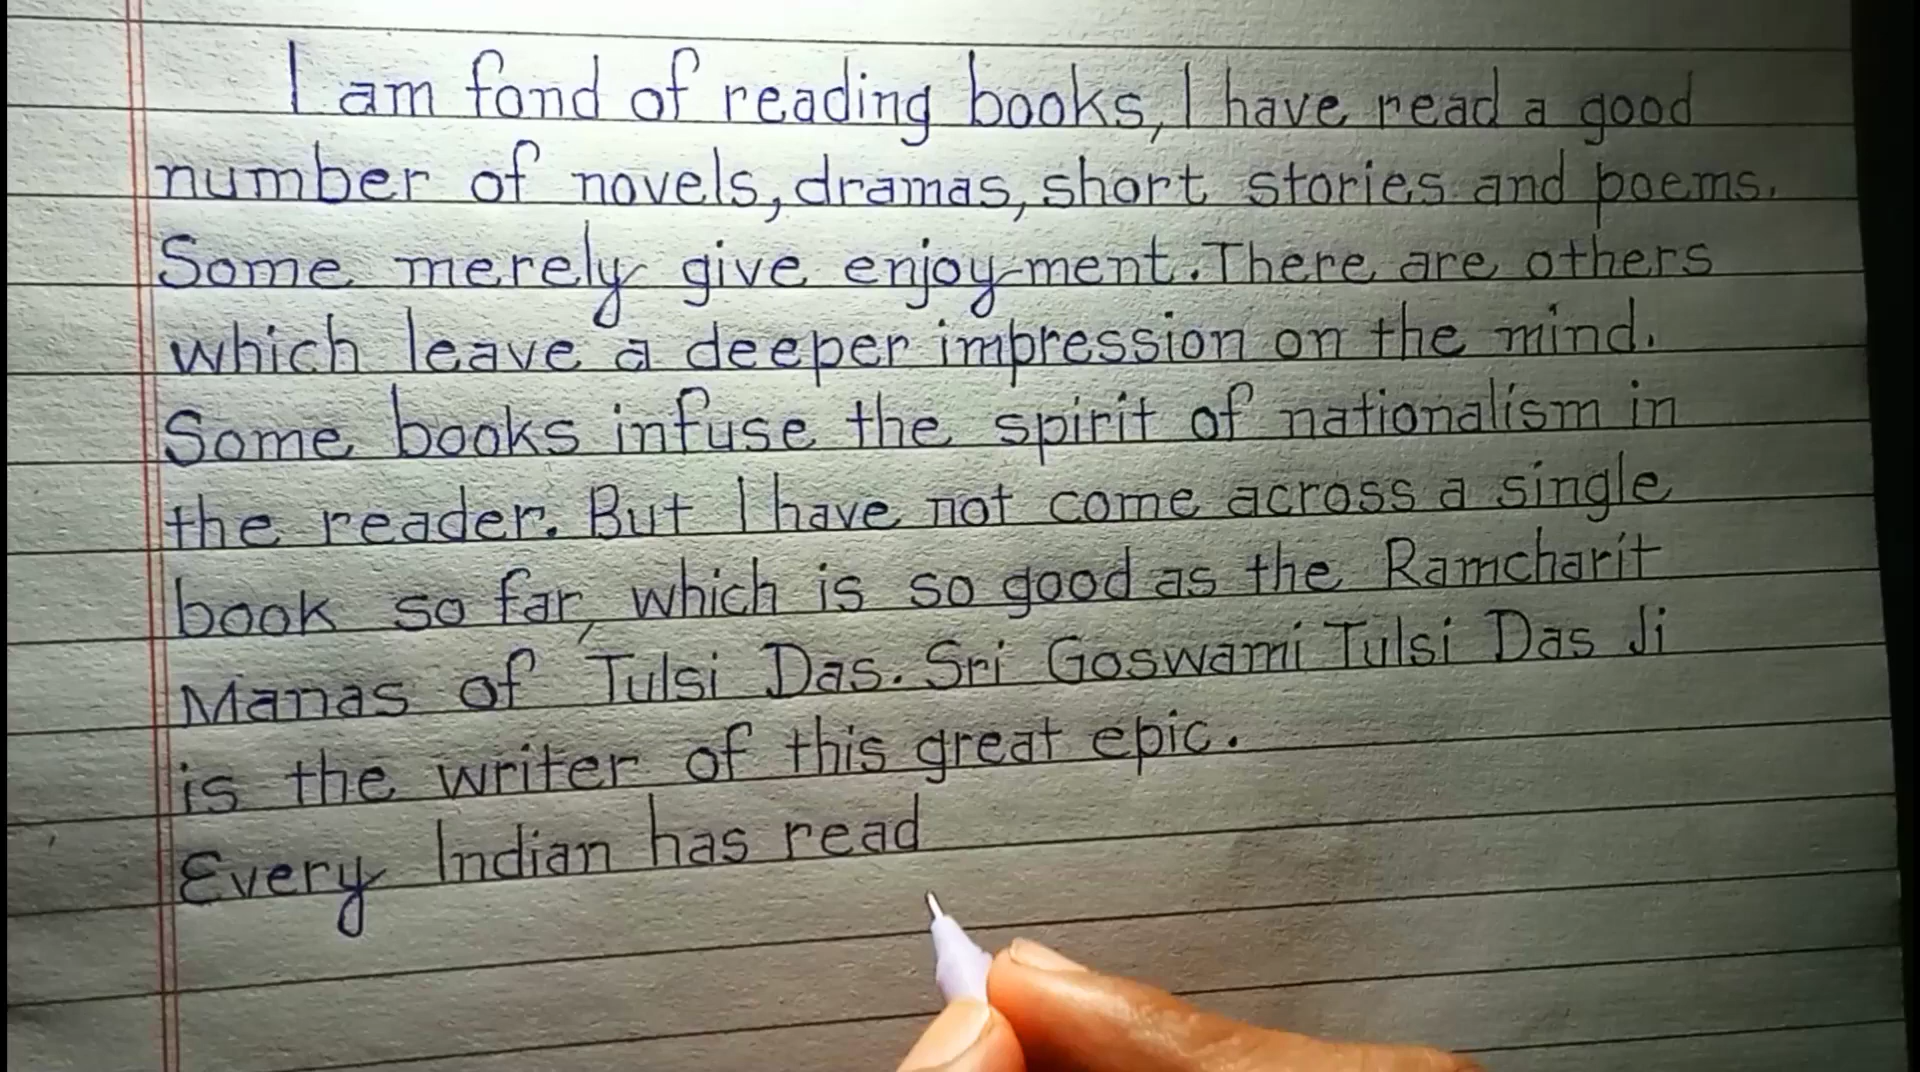 I am fond of reading books, I have read a good
number of novels, dramas, short stories and poems.
Some merely give enjoyment. There are others
which leave a deeper impression on the mind.
Some books infuse the spirit of nationalism in
the reader. But I have not come across a single
book so far, which is so good as the Ramcharit
Manas of Tulsi Das. Sri Goswami Tulsi Das Ji
is the writer of this great epic.
Every Indian has read